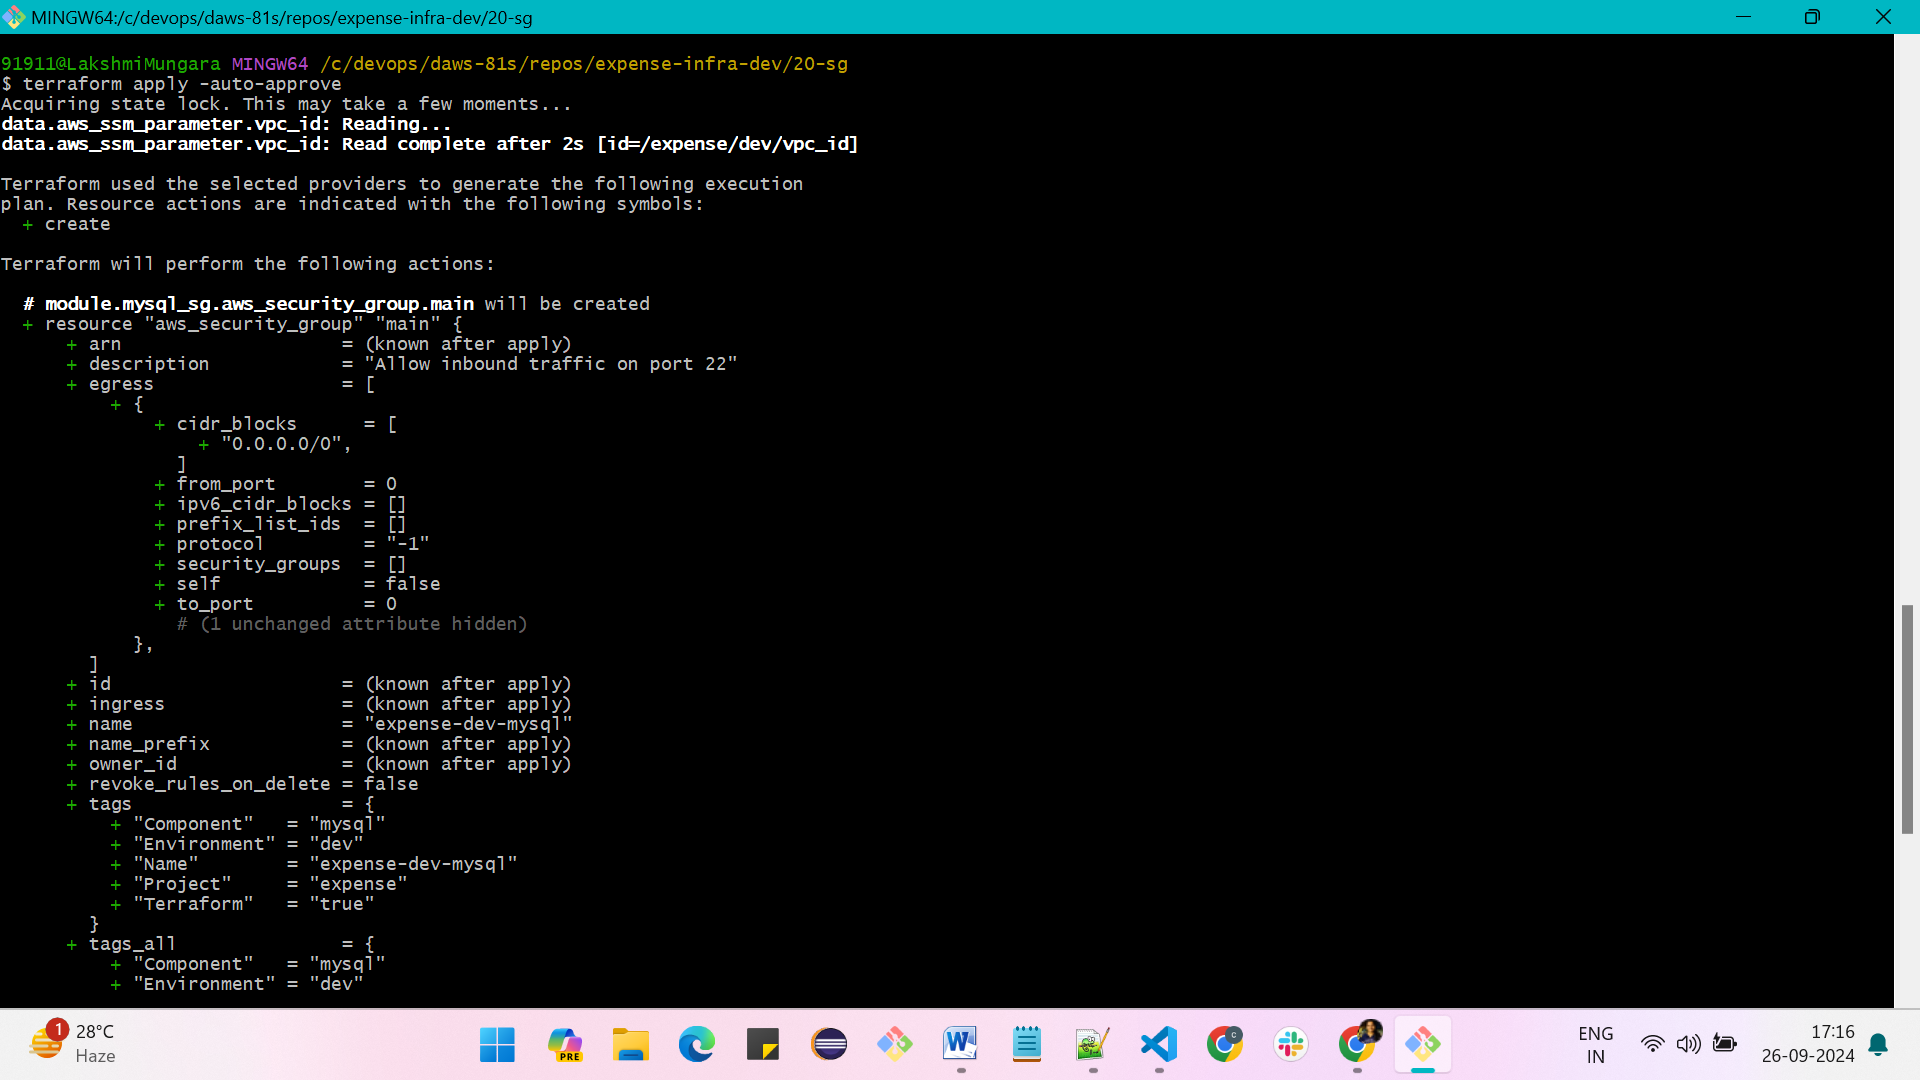 MINGW64:/c/devops/daws-81s/repos/expense-infra-dev/20-sg
91911@LakshmiMungara MINGW64 /c/devops/daws-81s/repos/expense-infra-dev/20-sg
$ terraform apply -auto-approve
Acquiring state lock. This may take a few moments...
data.aws_ssm_parameter.vpc_id: Reading...
data.aws_ssm_parameter.vpc_id: Read complete after 2s [id=/expense/dev/vpc_id]
Terraform used the selected providers to generate the following execution
plan. Resource actions are indicated with the following symbols:
  + create
Terraform will perform the following actions:
  # module.mysql_sg.aws_security_group.main will be created
  + resource "aws_security_group" "main" {
      + arn                    = (known after apply)
      + description            = "Allow inbound traffic on port 22"
      + egress                 = [
          + {
              + cidr_blocks      = [
                  + "0.0.0.0/0",
                ]
              + from_port        = 0
              + ipv6_cidr_blocks = []
              + prefix_list_ids  = []
              + protocol         = "-1"
              + security_groups  = []
              + self             = false
              + to_port          = 0
                # (1 unchanged attribute hidden)
            },
        ]
      + id                     = (known after apply)
      + ingress                = (known after apply)
      + name                   = "expense-dev-mysql"
      + name_prefix            = (known after apply)
      + owner_id               = (known after apply)
      + revoke_rules_on_delete = false
      + tags                   = {
          + "Component"   = "mysql"
          + "Environment" = "dev"
          + "Name"        = "expense-dev-mysql"
          + "Project"     = "expense"
          + "Terraform"   = "true"
        }
      + tags_all               = {
          + "Component"   = "mysql"
          + "Environment" = "dev"
1
28°C
Haze
PRE
W
C
ENG
IN
17:16
26-09-2024